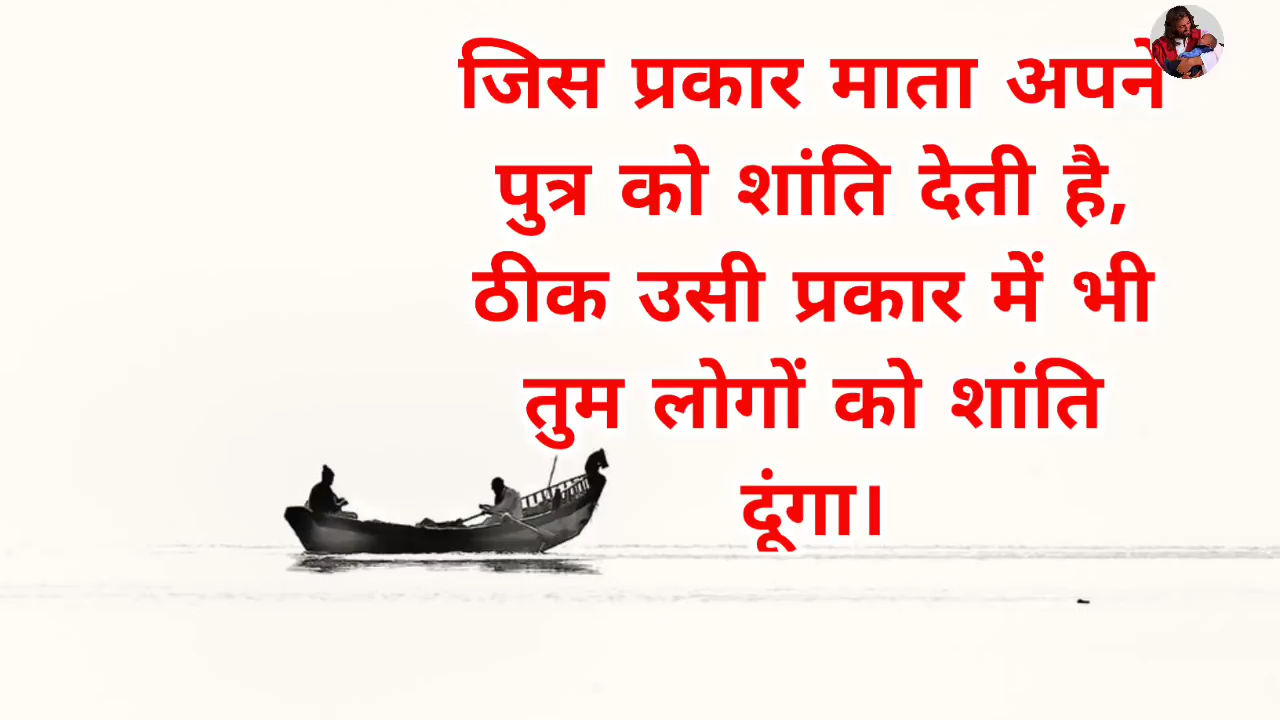 जिस प्रकार माता अपने
पुत्र को शांति देती है,
ठीक उसी प्रकार में भी
तुम लोगों को शांति
दूंगा।